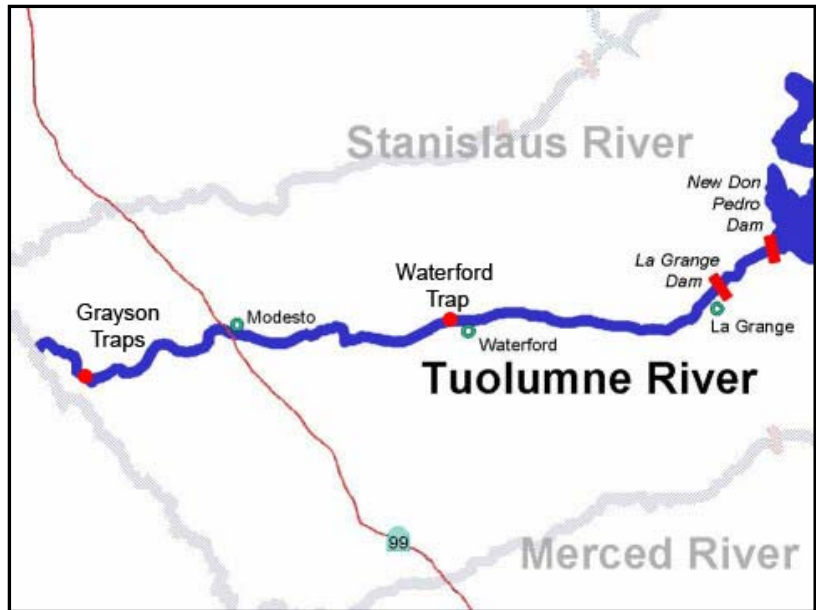 Stanislaus River
New Don
Pedro
Dam
La Grange
Dam
Waterford
Trap
Grayson
Traps
Modesto
La Grange
Waterford
Tuolumne River
99
Merced River